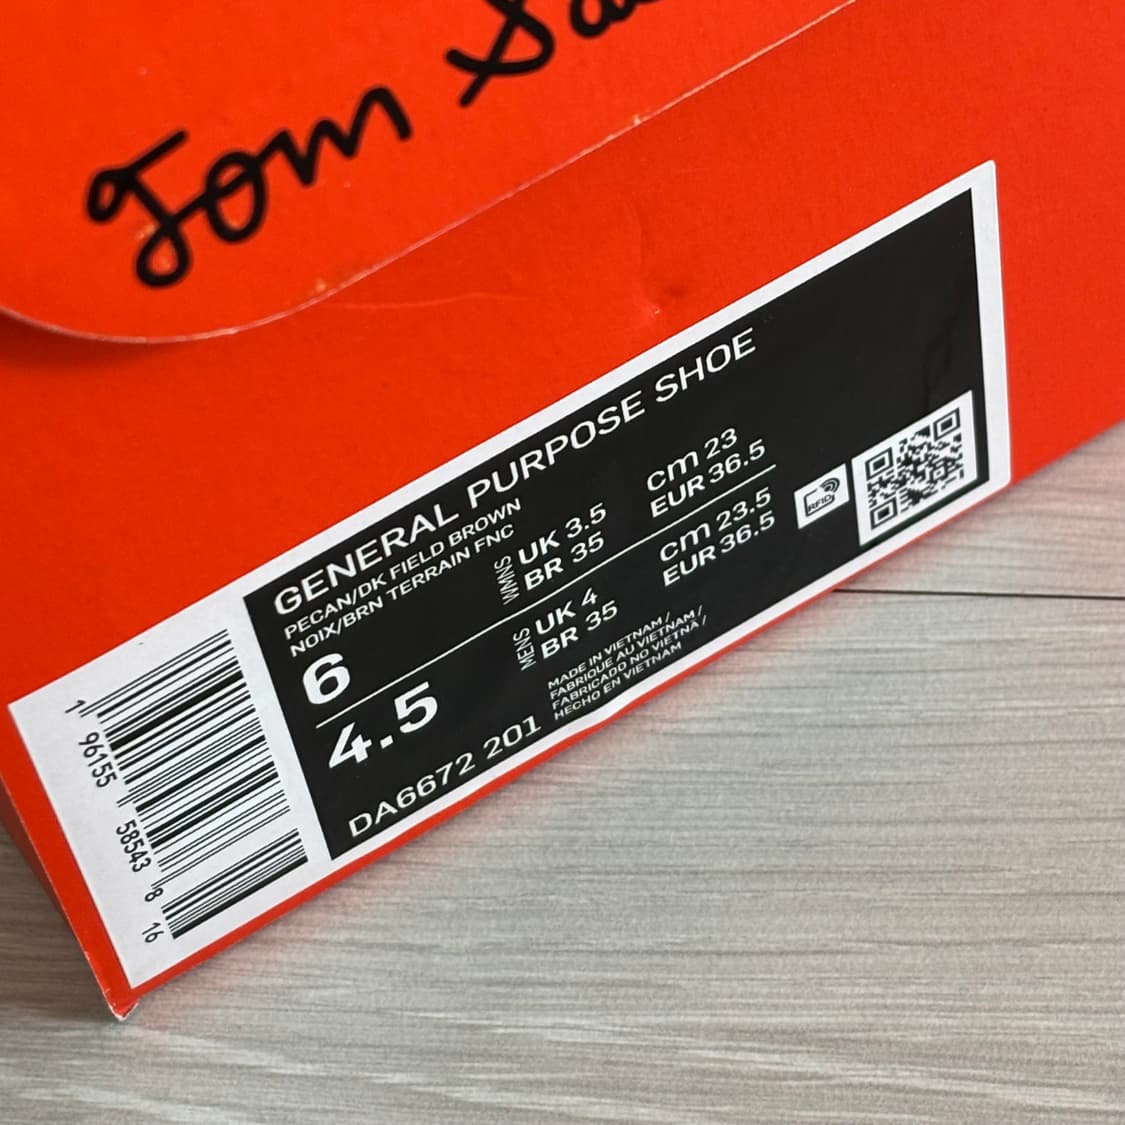 Tom
GENERAL PURPOSE SHOE
PECAN/DK FIELD BROWN
NOIX/BRN TERRAIN FNC
6
WMNS
UK 3.5
BR 35
cm 23
EUR 36.5
4.5
MENS
UK 4
BR 35
cm 23.5
EUR 36.5
DA6672 201
MADE IN VIETNAM/
FABRIQUE AU VIETNAM/
FABRICADO NO VIETNÃ/
HECHO EN VIETNAM
RFID
1 96155 58543 8 16